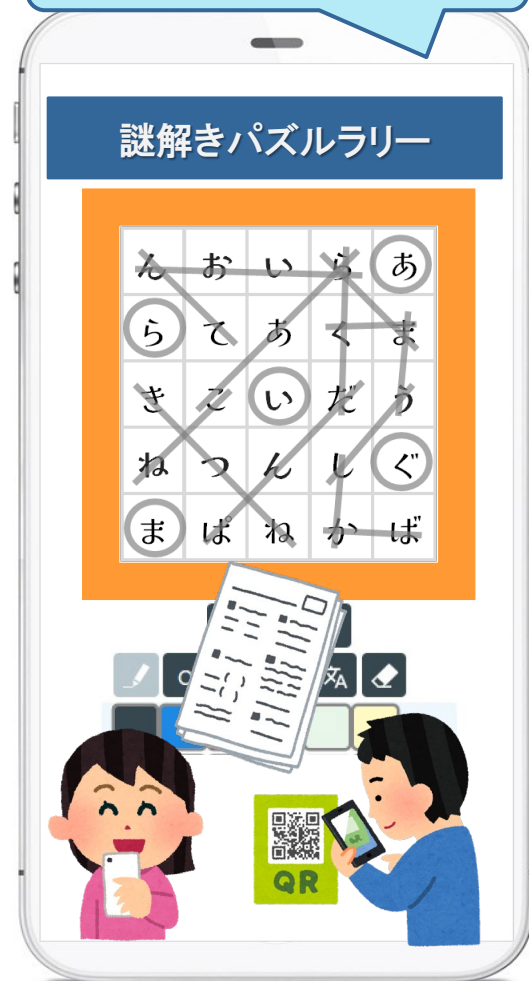 謎解きパズルラリー
ん お い ら あ
ら て あ く ま
き こ い だ う
ね つ ん し ぐ
ま ぱ ね か ば
QR